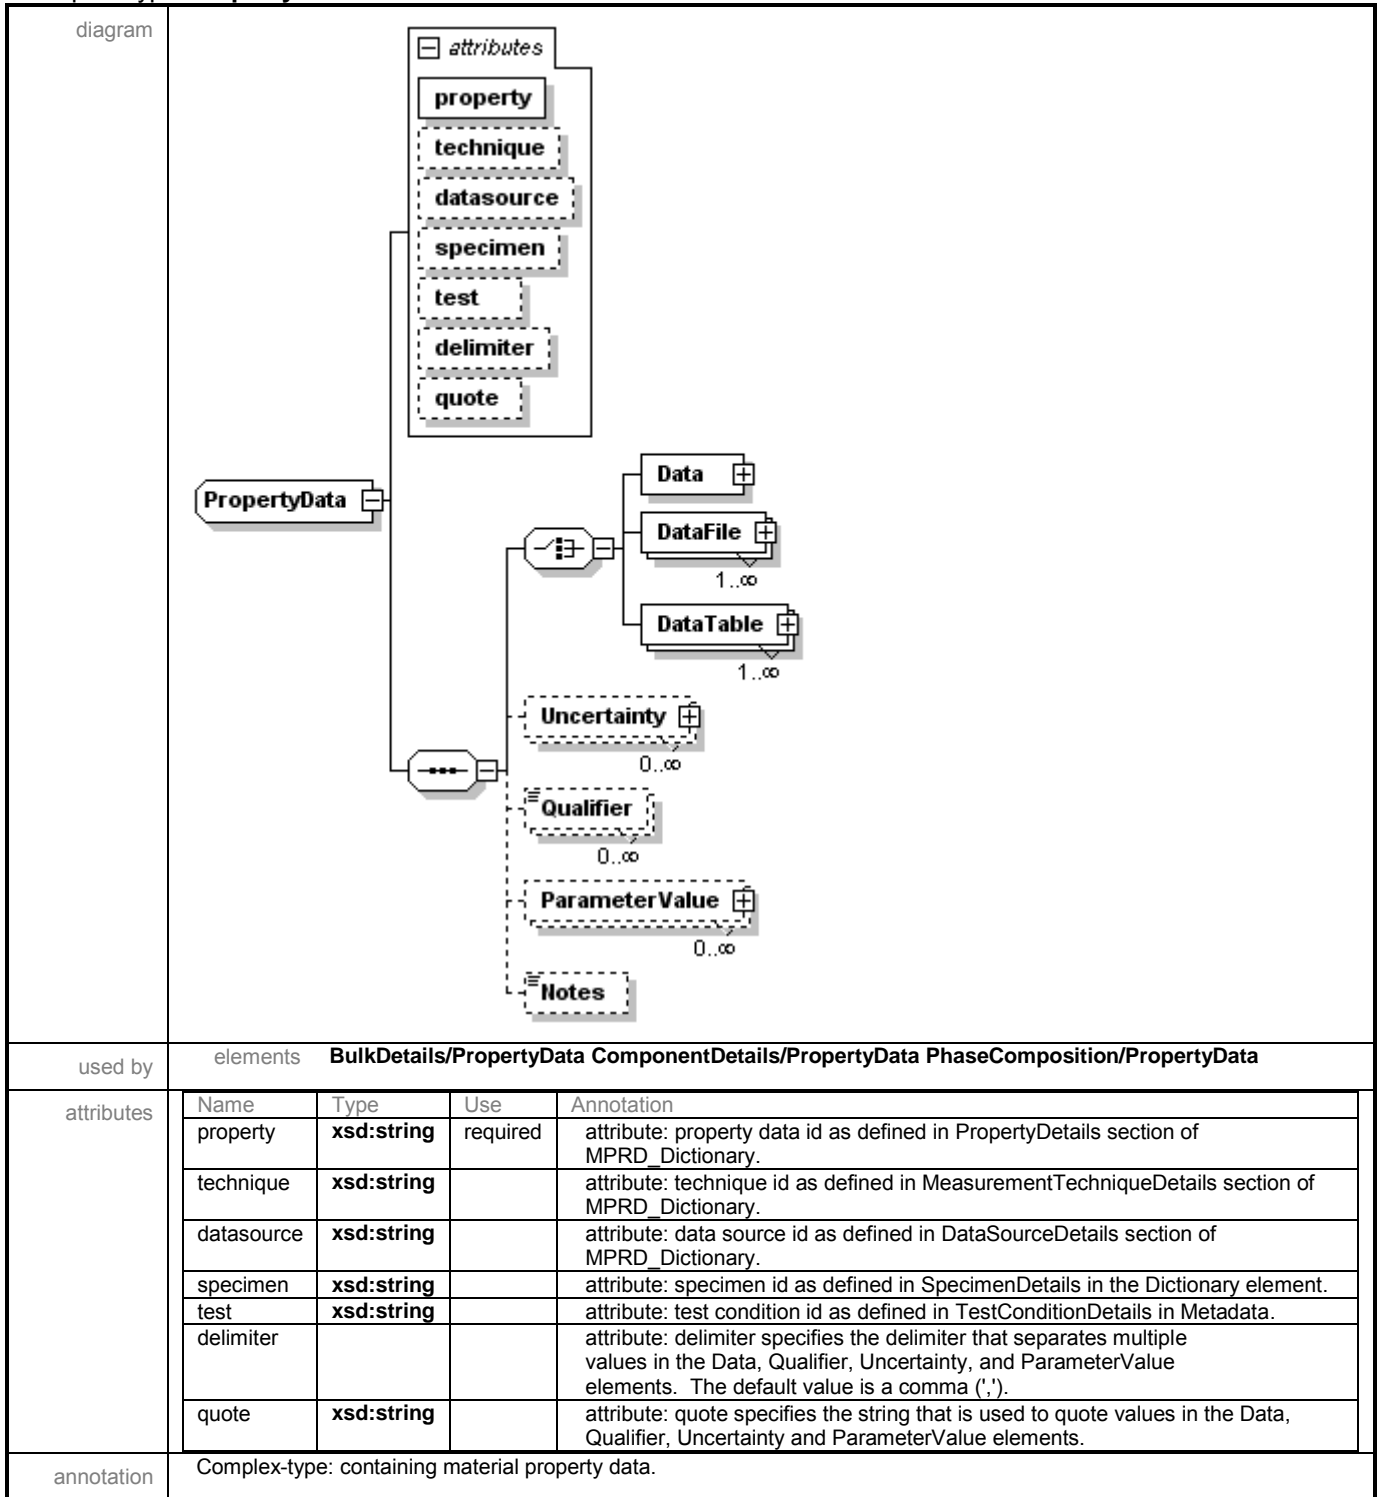 diagram
attributes
property
technique
datasource
specimen
test
delimiter
quote
PropertyData
Data
DataFile
1..∞
DataTable
1..∞
Uncertainty
0..∞
Qualifier
0..∞
ParameterValue
0..∞
Notes
used by
elements BulkDetails/PropertyData ComponentDetails/PropertyData PhaseComposition/PropertyData
attributes
Name Type Use Annotation
property xsd:string required attribute: property data id as defined in PropertyDetails section of
MPRD_Dictionary.
technique xsd:string attribute: technique id as defined in MeasurementTechniqueDetails section of
MPRD_Dictionary.
datasource xsd:string attribute: data source id as defined in DataSourceDetails section of
MPRD_Dictionary.
specimen xsd:string attribute: specimen id as defined in SpecimenDetails in the Dictionary element.
test xsd:string attribute: test condition id as defined in TestConditionDetails in Metadata.
delimiter attribute: delimiter specifies the delimiter that separates multiple
values in the Data, Qualifier, Uncertainty, and ParameterValue
elements. The default value is a comma (',').
quote xsd:string attribute: quote specifies the string that is used to quote values in the Data,
Qualifier, Uncertainty and ParameterValue elements.
annotation
Complex-type: containing material property data.